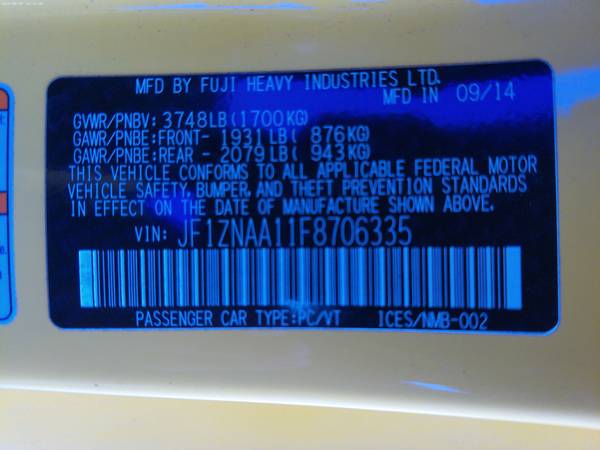 MFD BY FUJI HEAVY INDUSTRIES LTD.
MFD IN 09/14
GVWR/PNBV: 3748LB(1700KG)
GAWR/PNBE:FRONT- 1931LB( 876KG)
GAWR/PNBE:REAR - 2079LB( 943KG)
THIS VEHICLE CONFORMS TO ALL APPLICABLE FEDERAL MOTOR
VEHICLE SAFETY, BUMPER, AND THEFT PREVENTION STANDARDS
IN EFFECT ON THE DATE OF MANUFACTURE SHOWN ABOVE.
VIN: JF1ZNAA11F8706335
PASSENGER CAR TYPE:PC/VT ICES/NMB-002